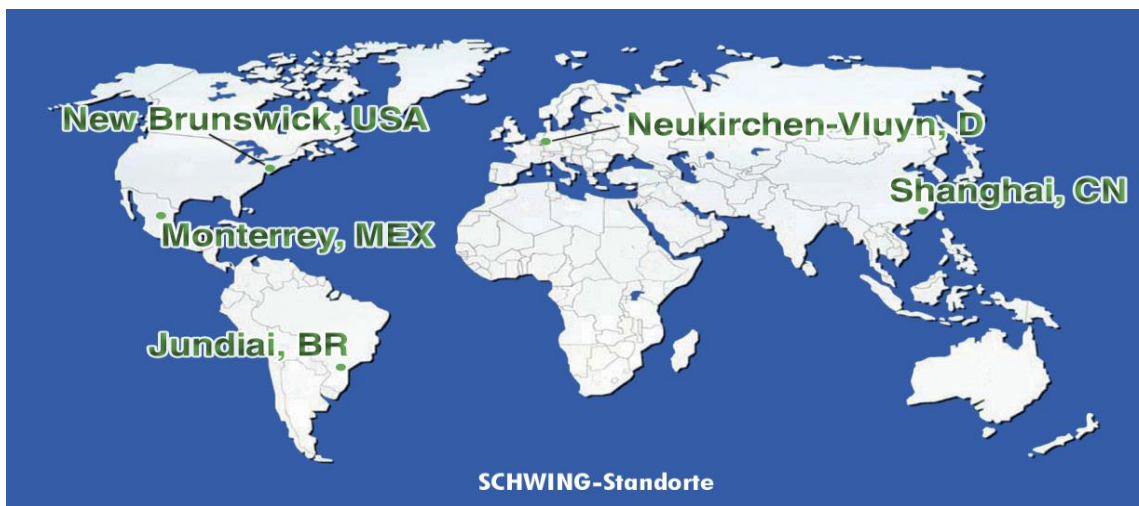 New Brunswick, USA
Neukirchen-Vluyn, D
Shanghai, CN
Monterrey, MEX
Jundiai, BR
SCHWING-Standorte